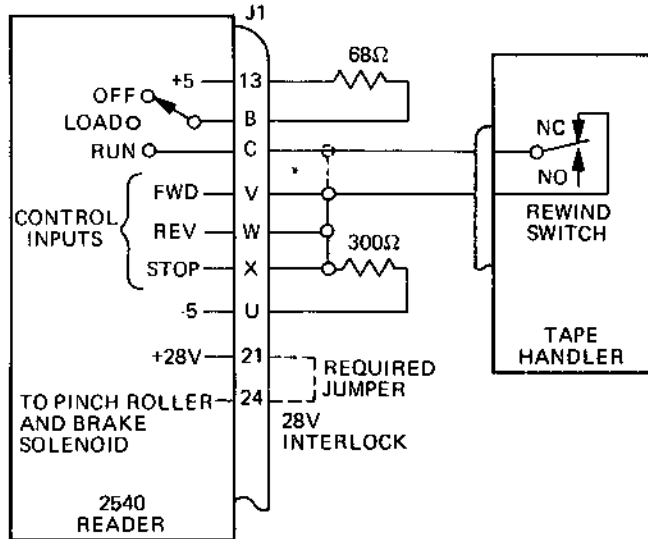 J1
+5
13
68Ω
OFF
LOAD
B
RUN
C
NC
NO
FWD
V
CONTROL
INPUTS
REV
W
REWIND
SWITCH
300Ω
STOP
X
-5
U
TAPE
HANDLER
+28V
21
REQUIRED
JUMPER
TO PINCH ROLLER
AND BRAKE
SOLENOID
24
28V
INTERLOCK
2540
READER